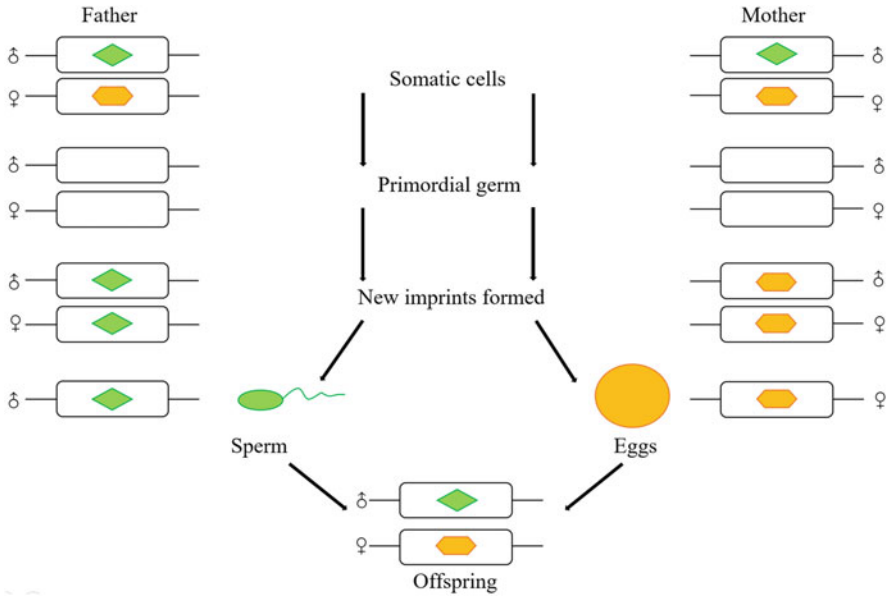 Father
Mother
♂
♂
Somatic cells
♀
♀
♂
♂
Primordial germ
♀
♀
♂
♂
New imprints formed
♀
♀
♂
♀
Sperm
Eggs
♂
♀
Offspring